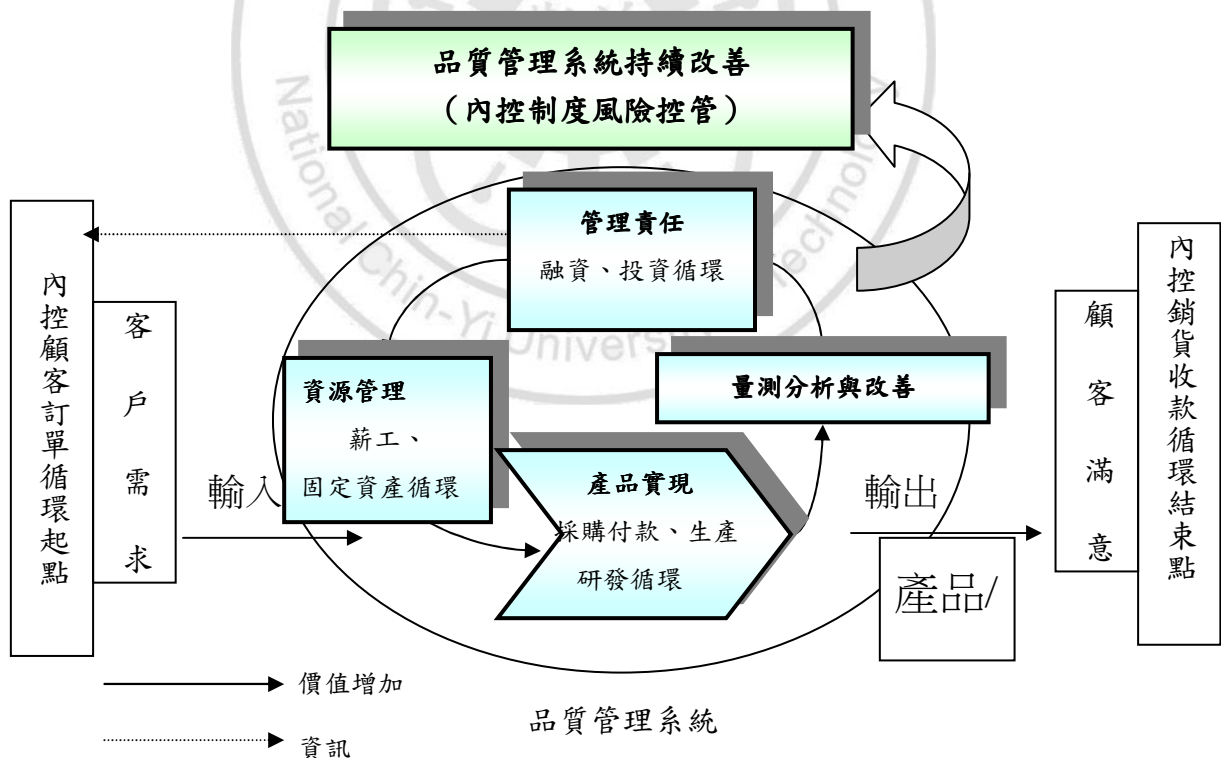 品質管理系統持續改善
（內控制度風險控管）
管理責任
融資、投資循環
內控顧客訂單循環起點
客戶需求
資源管理
薪工、
固定資產循環
量測分析與改善
產品實現
採購付款、生產
研發循環
輸入
輸出
產品/
顧客滿意
內控銷貨收款循環結束點
價值增加
資訊
品質管理系統
National Chin-Yi University Technology